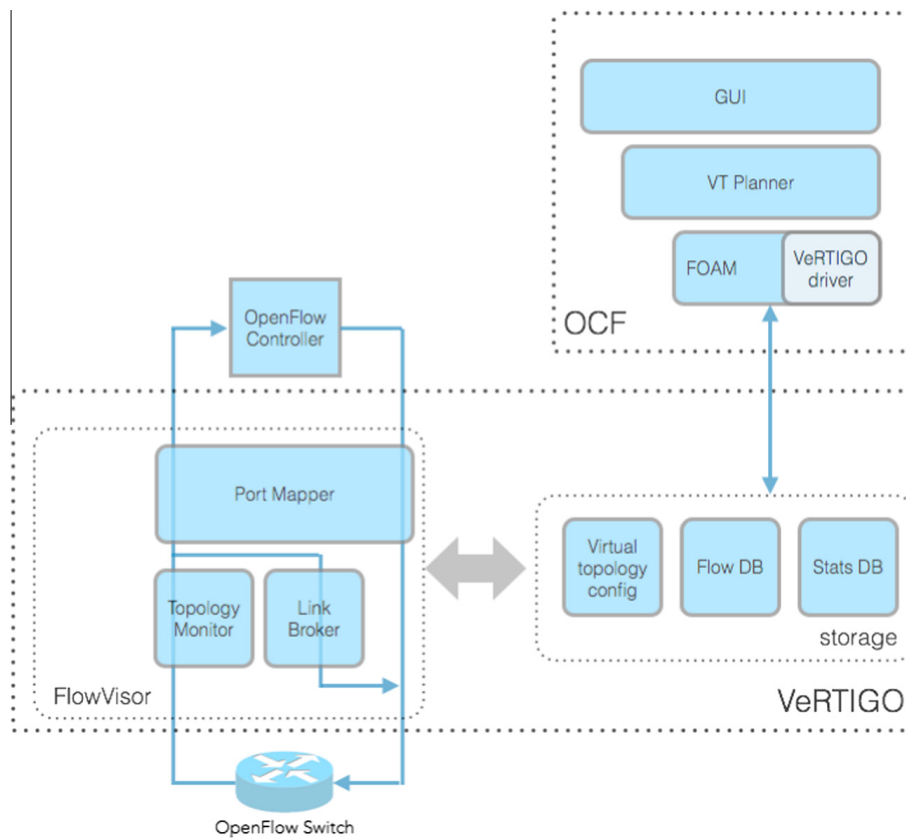 GUI
VT Planner
FOAM
VeRTIGO
driver
OCF
OpenFlow
Controller
Port Mapper
Topology
Monitor
Link
Broker
FlowVisor
Virtual
topology
config
Flow DB
Stats DB
storage
VeRTIGO
OpenFlow Switch